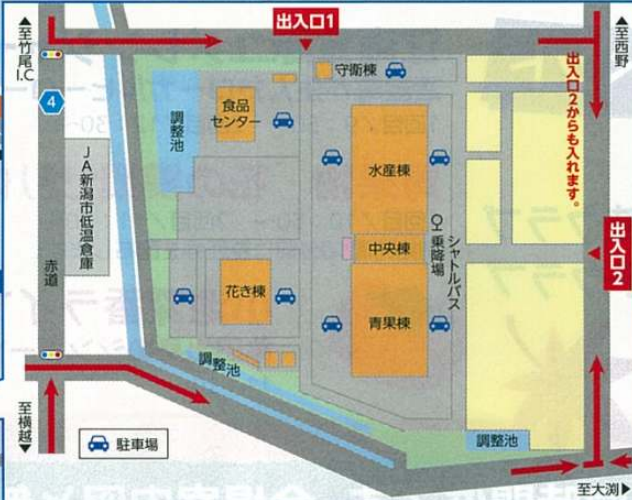 ▲至竹尾I.C
出入口1
▲至西野
4
守衛棟
食品
センター
調整池
水産棟
出入口2からも入れます。
JA新潟市低温倉庫
赤道
中央棟
シャトルバス
乗降場
出入口2
花き棟
青果棟
調整池
至横越▼
駐車場
調整池
至大渕▶